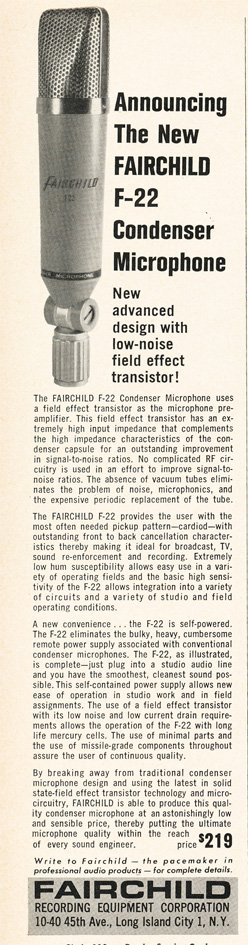 FAIRCHILD
F22
MICROPHONE
Announcing
The New
FAIRCHILD
F-22
Condenser
Microphone
New
advanced
design with
low-noise
field effect
transistor!
The FAIRCHILD F-22 Condenser Microphone uses
a field effect transistor as the microphone pre-
amplifier. This field effect transistor has an ex-
tremely high input impedance that complements
the high impedance characteristics of the con-
denser capsule for an outstanding improvement
in signal-to-noise ratios. No complicated RF cir-
cuitry is used in an effort to improve signal-to-
noise ratios. The absence of vacuum tubes elimi-
nates the problem of noise, microphonics, and
the expensive periodic replacement of the tube.
The FAIRCHILD F-22 provides the user with the
most often needed pickup pattern—cardiod—with
outstanding front to back cancellation character-
istics thereby making it ideal for broadcast, TV,
sound re-enforcement and recording. Extremely
low hum susceptibility allows easy use in a vari-
ety of operating fields and the basic high sensi-
tivity of the F-22 allows integration into a variety
of circuits and a variety of studio and field
operating conditions.
A new convenience . . . the F-22 is self-powered.
The F-22 eliminates the bulky, heavy, cumbersome
remote power supply associated with conventional
condenser microphones. The F-22, as illustrated,
is complete—just plug into a studio audio line
and you have the smoothest, cleanest sound pos-
sible. This self-contained power supply allows new
ease of operation in studio work and in field
assignments. The use of a field effect transistor
with its low noise and low current drain require-
ments allows the operation of the F-22 with long
life mercury cells. The use of minimal parts and
the use of missile-grade components throughout
assure the user of continuous quality.
By breaking away from traditional condenser
microphone design and using the latest in solid
state-field effect transistor technology and micro-
circuitry, FAIRCHILD is able to produce this qual-
ity condenser microphone at an astonishingly low
and sensible price, thereby putting the ultimate
microphone quality within the reach
of every sound engineer. price $219
Write to Fairchild — the pacemaker in
professional audio products — for complete details.
FAIRCHILD
RECORDING EQUIPMENT CORPORATION
10-40 45th Ave., Long Island City 1, N.Y.